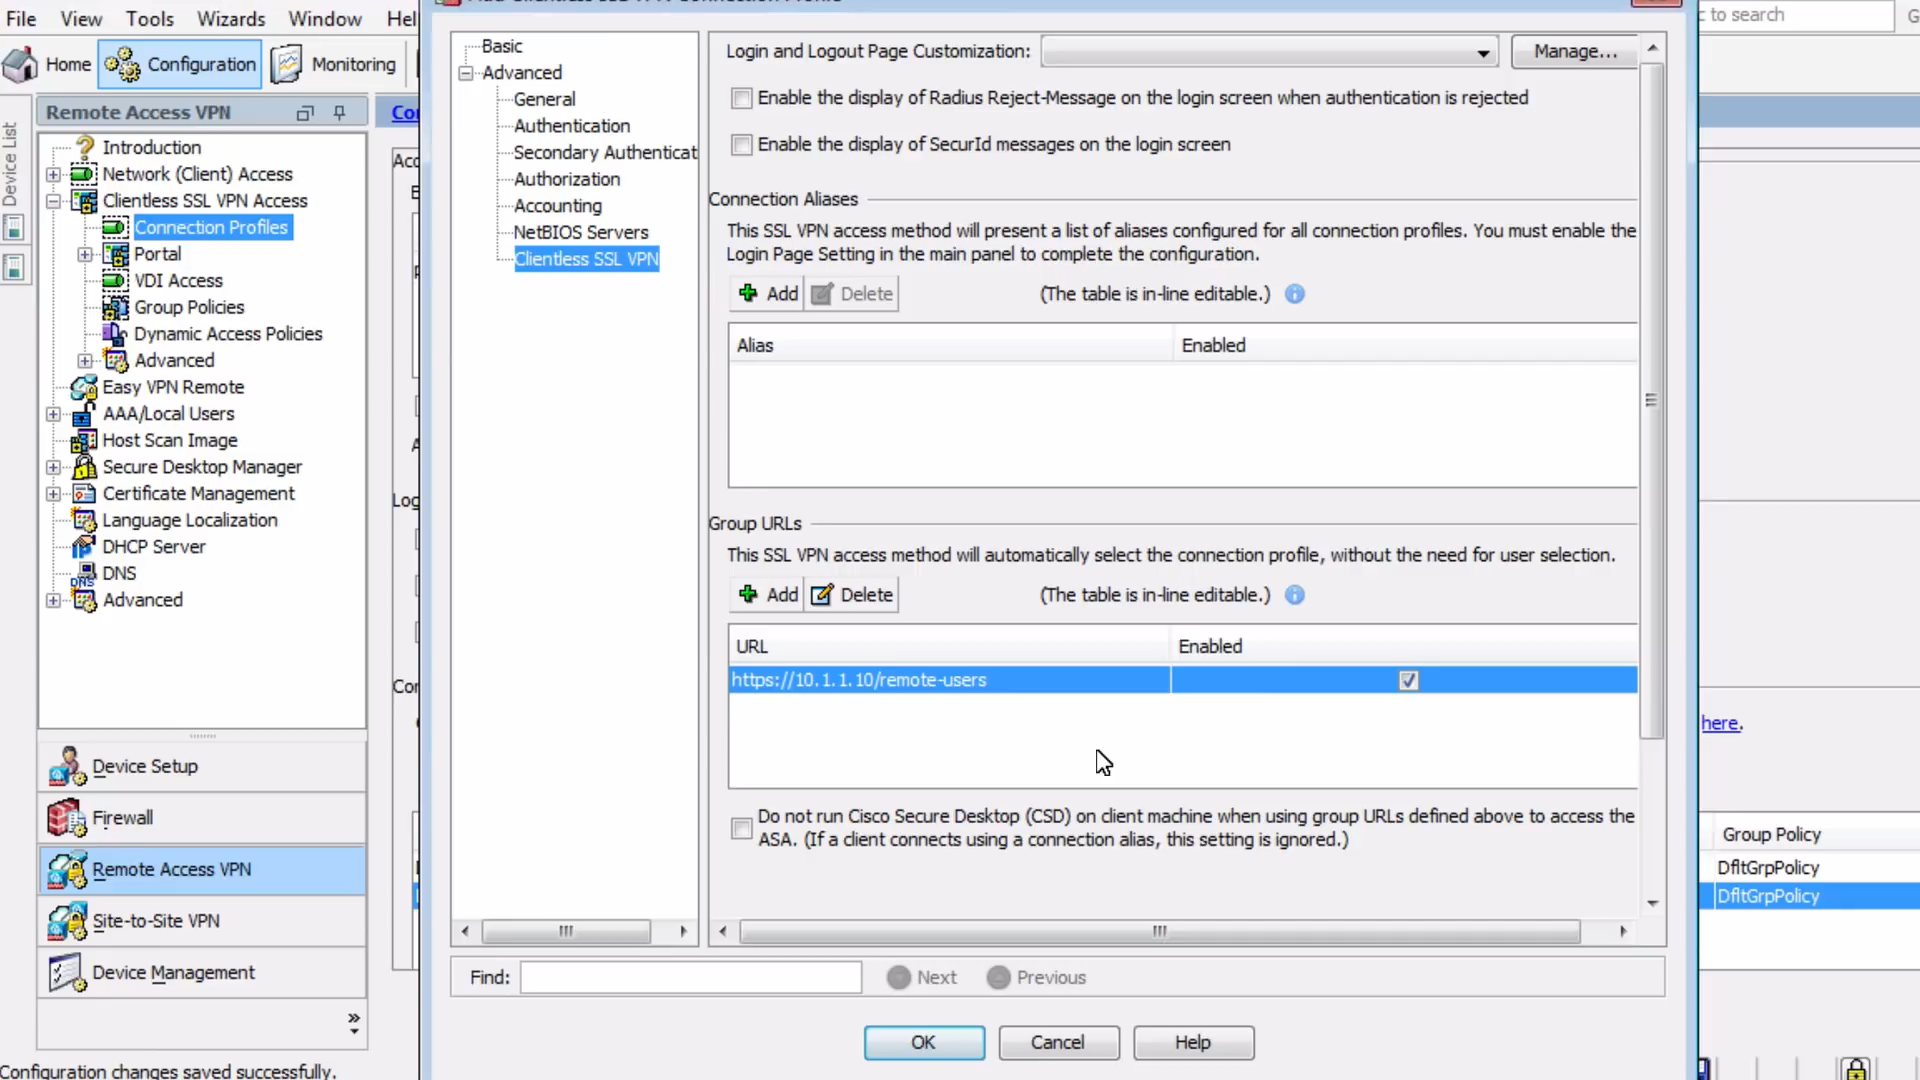 File View Tools Wizards Window Hel
c to search
Home Configuration Monitoring
Device List
Remote Access VPN
Introduction
Network (Client) Access
Clientless SSL VPN Access
Connection Profiles
Portal
VDI Access
Group Policies
Dynamic Access Policies
Advanced
Easy VPN Remote
AAA/Local Users
Host Scan Image
Secure Desktop Manager
Certificate Management
Language Localization
DHCP Server
DNS
Advanced
Device Setup
Firewall
Remote Access VPN
Site-to-Site VPN
Device Management
Configuration changes saved successfully.
Basic
Advanced
General
Authentication
Secondary Authenticat
Authorization
Accounting
NetBIOS Servers
Clientless SSL VPN
Login and Logout Page Customization: Manage...
Enable the display of Radius Reject-Message on the login screen when authentication is rejected
Enable the display of SecurId messages on the login screen
Connection Aliases
This SSL VPN access method will present a list of aliases configured for all connection profiles. You must enable the
Login Page Setting in the main panel to complete the configuration.
Add Delete (The table is in-line editable.)
Alias Enabled
Group URLs
This SSL VPN access method will automatically select the connection profile, without the need for user selection.
Add Delete (The table is in-line editable.)
URL Enabled
https://10.1.1.10/remote-users
Do not run Cisco Secure Desktop (CSD) on client machine when using group URLs defined above to access the
ASA. (If a client connects using a connection alias, this setting is ignored.)
Find: Next Previous
OK Cancel Help
here.
Group Policy
DfltGrpPolicy
DfltGrpPolicy